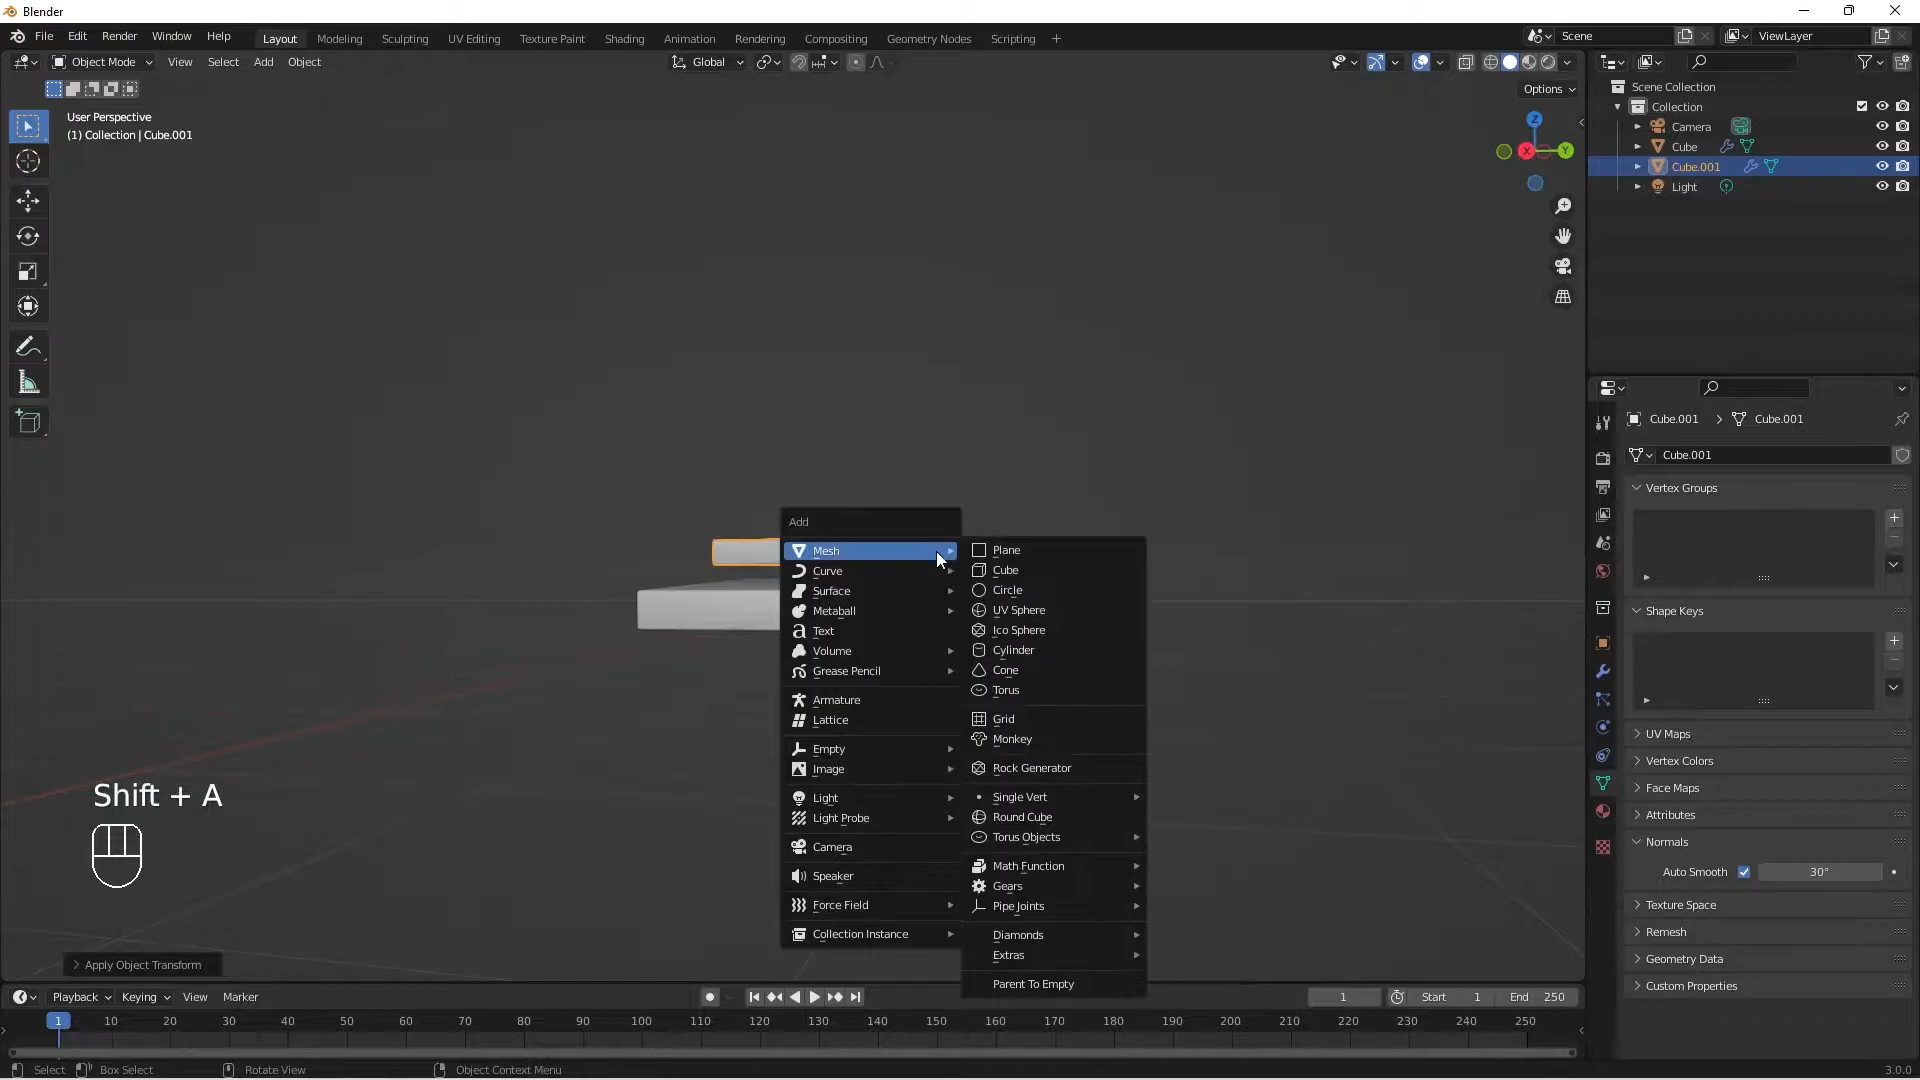 Blender
File Edit Render Window Help Layout Modeling Sculpting UV Editing Texture Paint Shading Animation Rendering Compositing Geometry Nodes Scripting + Scene ViewLayer
Object Mode View Select Add Object Global
Options
User Perspective
(1) Collection | Cube.001
Z
X Y
Scene Collection
Collection
Camera
Cube
Cube.001
Light
Cube.001 > Cube.001
Cube.001
Vertex Groups
Shape Keys
UV Maps
Vertex Colors
Face Maps
Attributes
Normals
Auto Smooth 30°
Texture Space
Remesh
Geometry Data
Custom Properties
Add
Mesh
Curve
Surface
Metaball
Text
Volume
Grease Pencil
Armature
Lattice
Empty
Image
Light
Light Probe
Camera
Speaker
Force Field
Collection Instance
Plane
Cube
Circle
UV Sphere
Ico Sphere
Cylinder
Cone
Torus
Grid
Monkey
Rock Generator
Single Vert
Round Cube
Torus Objects
Math Function
Gears
Pipe Joints
Diamonds
Extras
Parent To Empty
Shift + A
> Apply Object Transform
Playback Keying View Marker 1 Start 1 End 250
1 10 20 30 40 50 60 70 80 90 100 110 120 130 140 150 160 170 180 190 200 210 220 230 240 250
Select Box Select Rotate View Object Context Menu 3.0.0